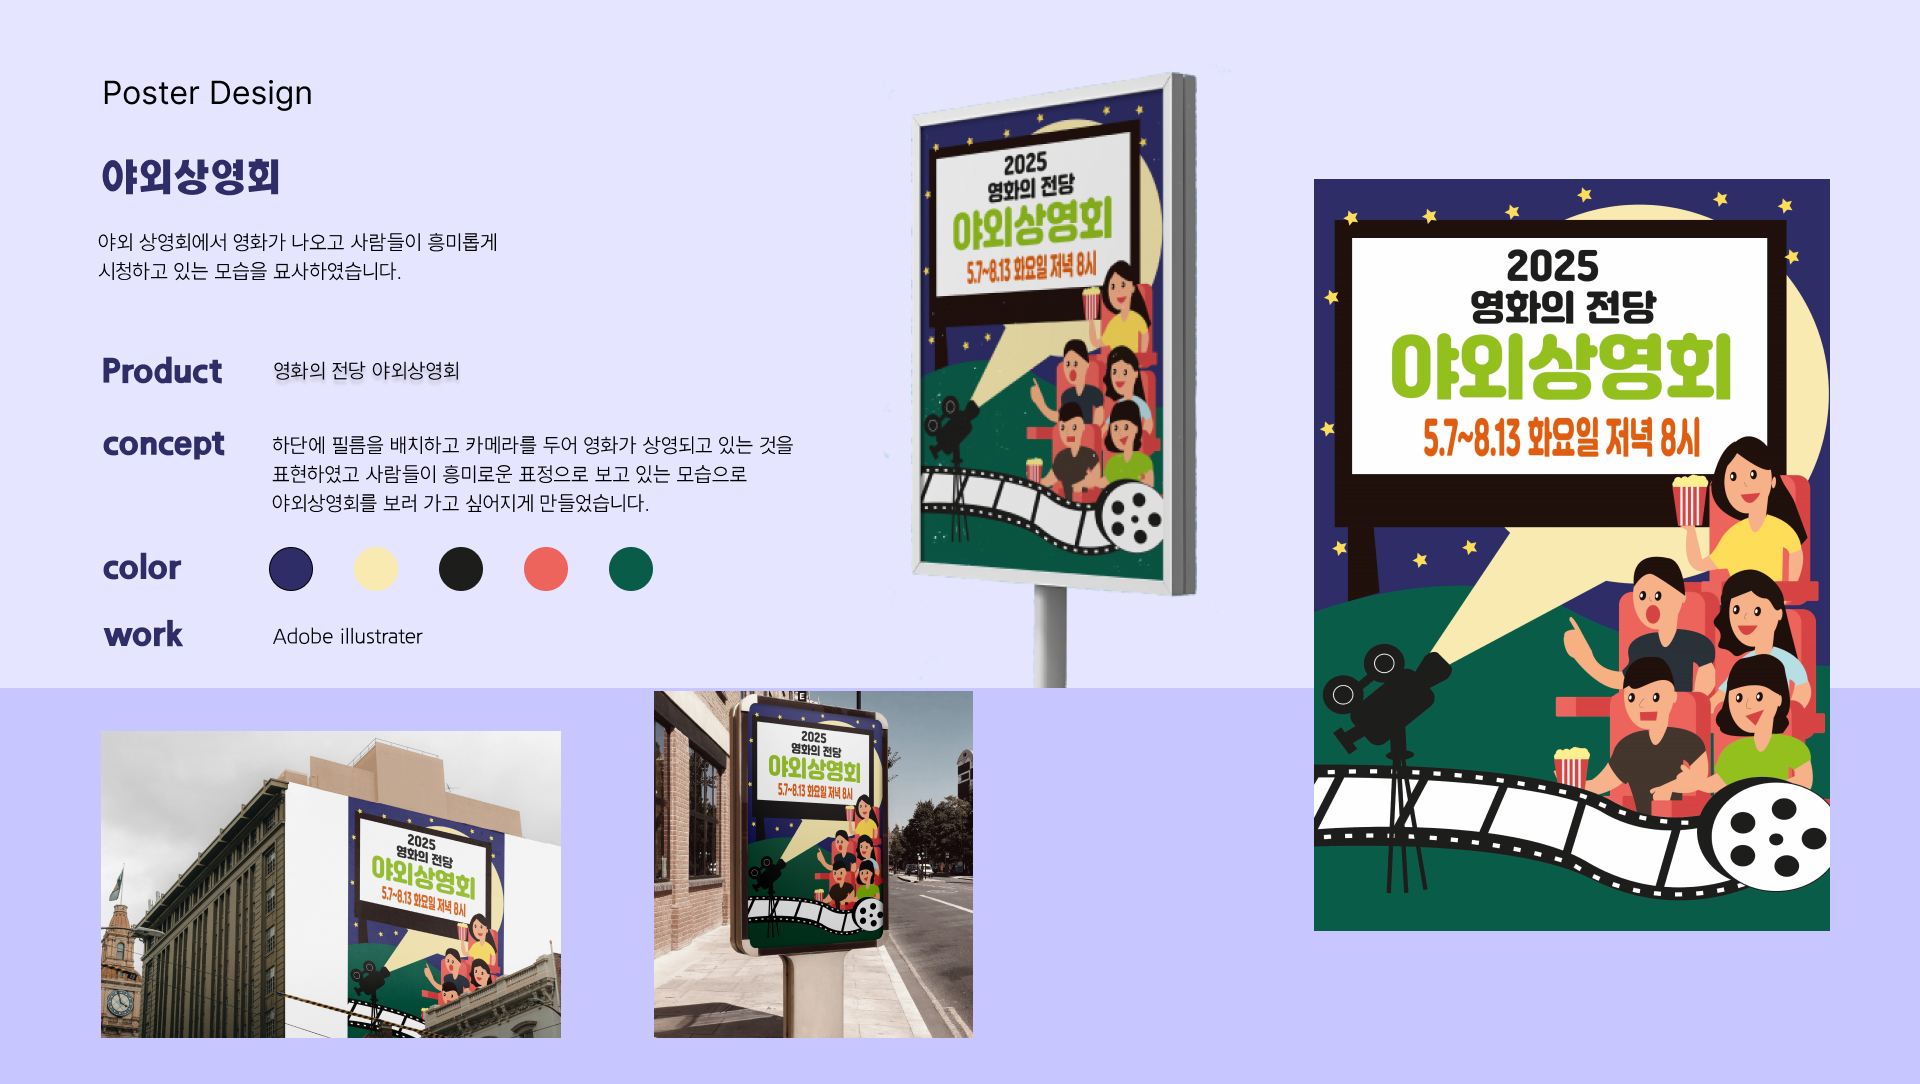 Poster Design
야외상영회
야외 상영회에서 영화가 나오고 사람들이 흥미롭게
시청하고 있는 모습을 묘사하였습니다.
Product
영화의 전당 야외상영회
concept
하단에 필름을 배치하고 카메라를 두어 영화가 상영되고 있는 것을
표현하였고 사람들이 흥미로운 표정으로 보고 있는 모습으로
야외상영회를 보러 가고 싶어지게 만들었습니다.
color
work
Adobe illustrater
2025
영화의 전당
야외상영회
5.7~8.13 화요일 저녁 8시
2025
영화의 전당
야외상영회
5.7~8.13 화요일 저녁 8시
2025
영화의 전당
야외상영회
5.7~8.13 화요일 저녁 8시
E
2025
영화의 전당
야외상영회
5.7~8.13 화요일 저녁 8시